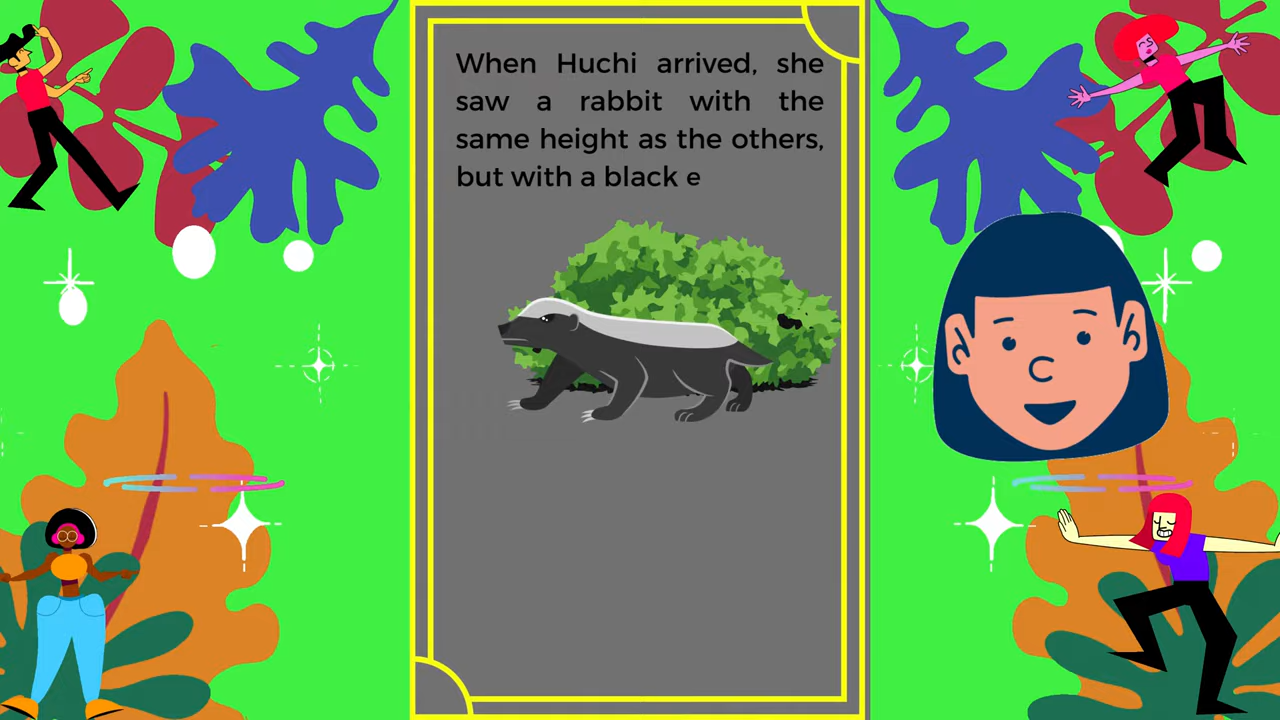 When Huchi arrived, she
saw a rabbit with the
same height as the others,
but with a black e